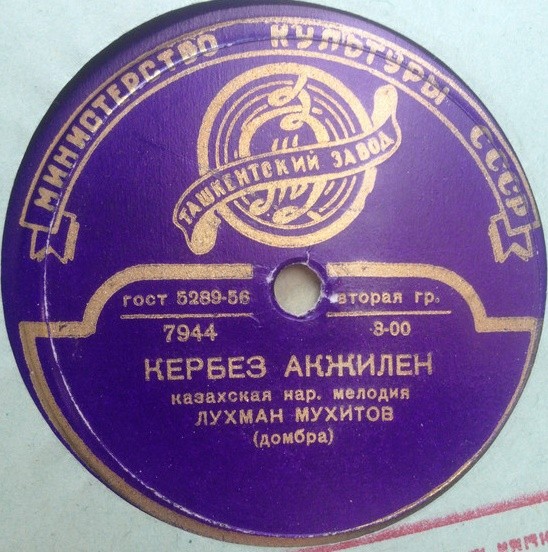 МИНИСТЕРСТВО КУЛЬТУРЫ СССР
ТАШКЕНТСКИЙ ЗАВОД
гост 5289-56 вторая гр.
7944 8-00
КЕРБЕЗ АКЖИЛЕН
казахская нар. мелодия
ЛУХМАН МУХИТОВ
(домбра)